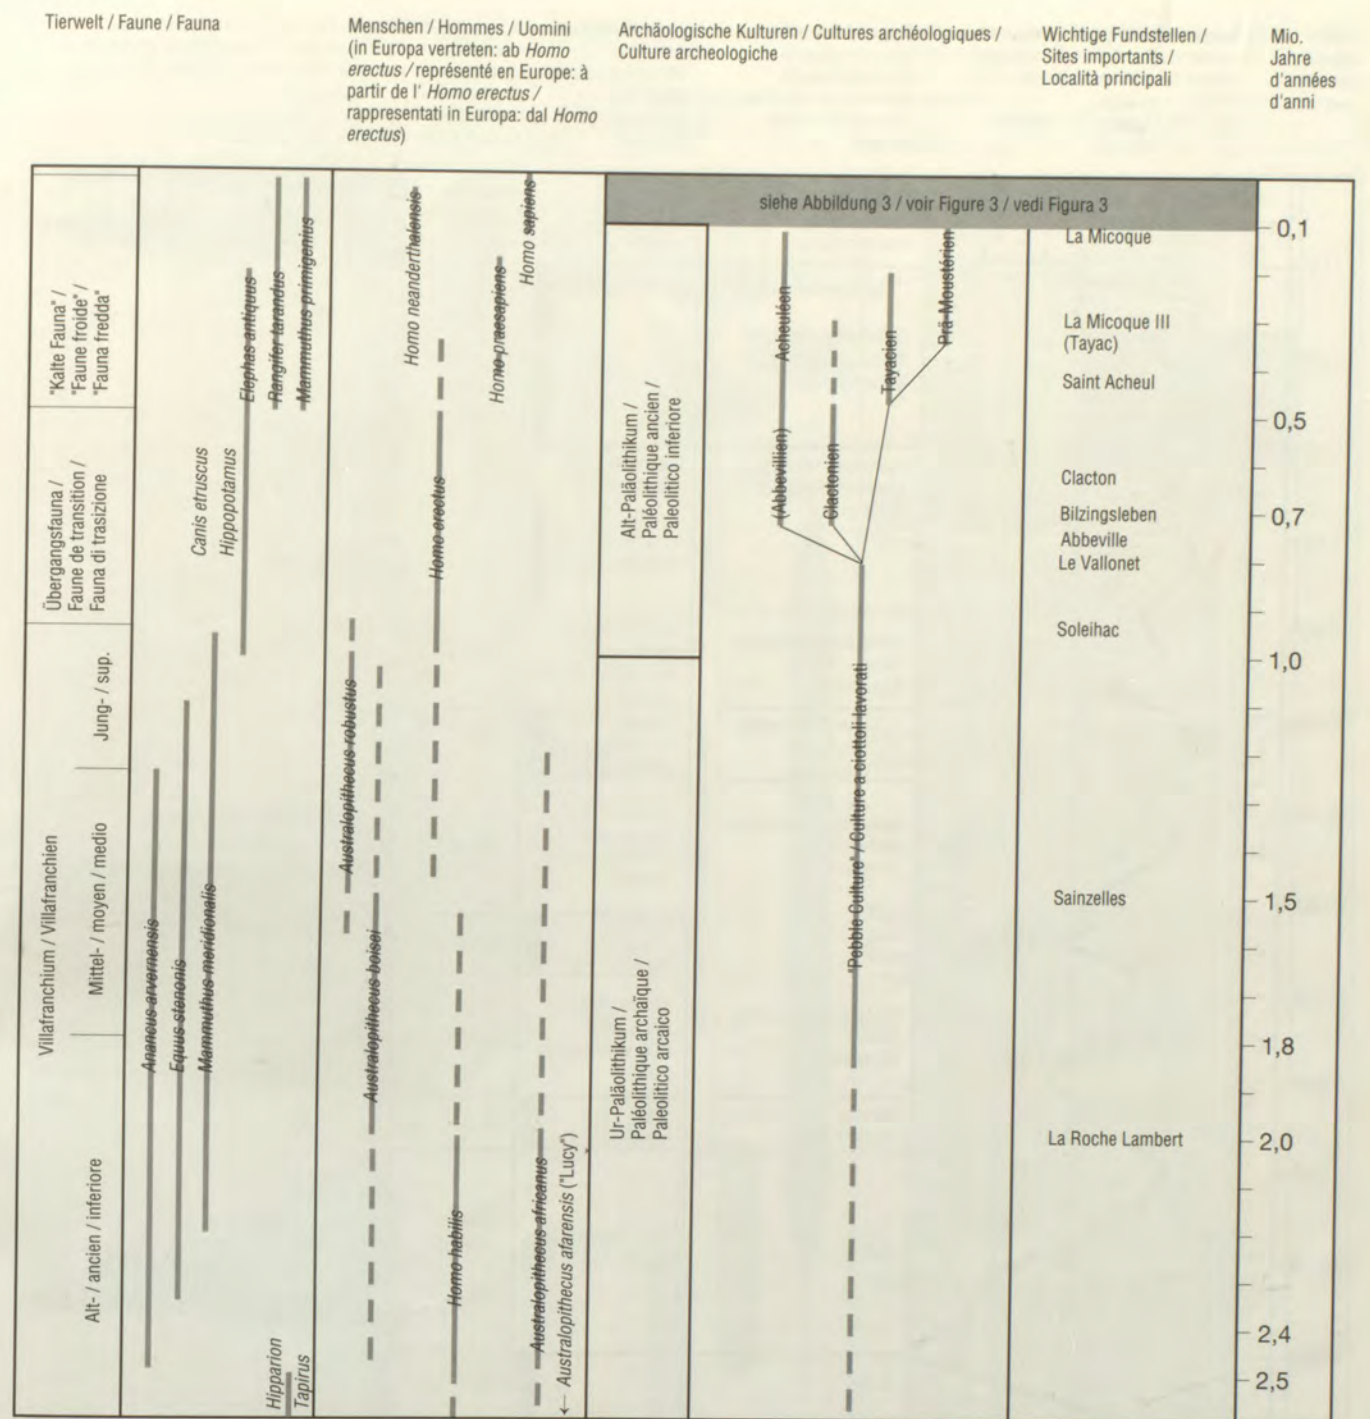 Tierwelt / Faune / Fauna
Menschen / Hommes / Uomini
(in Europa vertreten: ab Homo
erectus / représenté en Europe: à
partir de l' Homo erectus /
rappresentati in Europa: dal Homo
erectus)
Archäologische Kulturen / Cultures archéologiques /
Culture archeologiche
Wichtige Fundstellen /
Sites importants /
Località principali
Mio.
Jahre
d'années
d'anni
"Kalte Fauna" /
"Faune froide" /
"Fauna fredda"
Übergangsfauna /
Faune de transition /
Fauna di trasizione
Villafranchium / Villafranchien
Jung- / sup.
Mittel- / moyen / medio
Alt- / ancien / inferiore
Anancus arvernensis
Equus stenonis
Mammuthus meridionalis
Canis etruscus
Hippopotamus
Elephas antiquus
Rangifer tarandus
Mammuthus primigenius
Hipparion
Tapirus
Australopithecus robustus
Australopithecus boisei
Homo neanderthalensis
Homo erectus
Homo habilis
Homo praesapiens
Homo sapiens
Australopithecus africanus
← Australopithecus afarensis ("Lucy")
Alt-Paläolithikum /
Paléolithique ancien /
Paleolitico inferiore
Ur-Paläolithikum /
Paléolithique archaïque /
Paleolitico arcaico
siehe Abbildung 3 / voir Figure 3 / vedi Figura 3
(Abbevillien)
Acheuléen
Clactonien
Tayacien
Prä-Moustérien
"Pebble Culture" / Culture a ciottoli lavorati
La Micoque
La Micoque III
(Tayac)
Saint Acheul
Clacton
Bilzingsleben
Abbeville
Le Vallonet
Soleihac
Sainzelles
La Roche Lambert
0,1
0,5
0,7
1,0
1,5
1,8
2,0
2,4
2,5